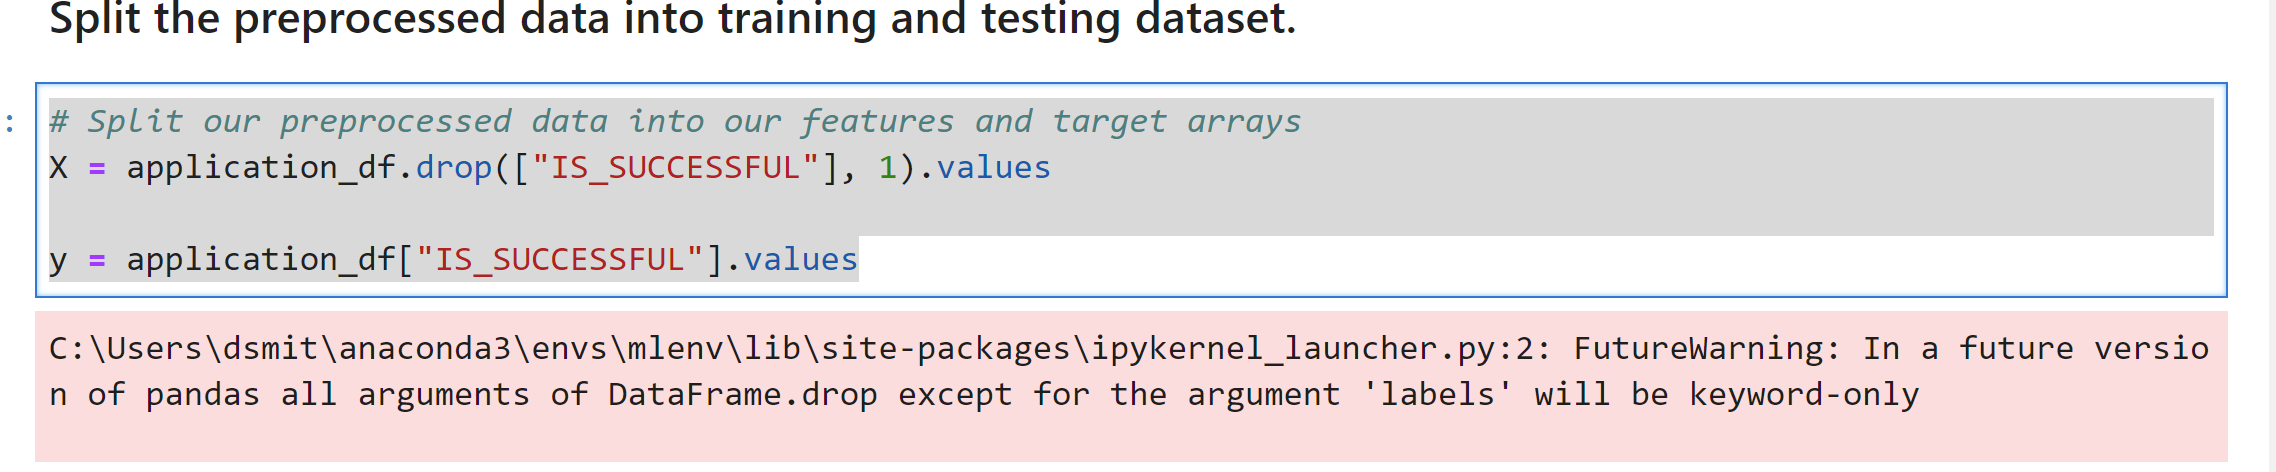 Split the preprocessed data into training and testing dataset.
:
# Split our preprocessed data into our features and target arrays
X = application_df.drop(["IS_SUCCESSFUL"], 1).values
y = application_df["IS_SUCCESSFUL"].values
C:\Users\dsmit\anaconda3\envs\mlenv\lib\site-packages\ipykernel_launcher.py:2: FutureWarning: In a future versio
n of pandas all arguments of DataFrame.drop except for the argument 'labels' will be keyword-only